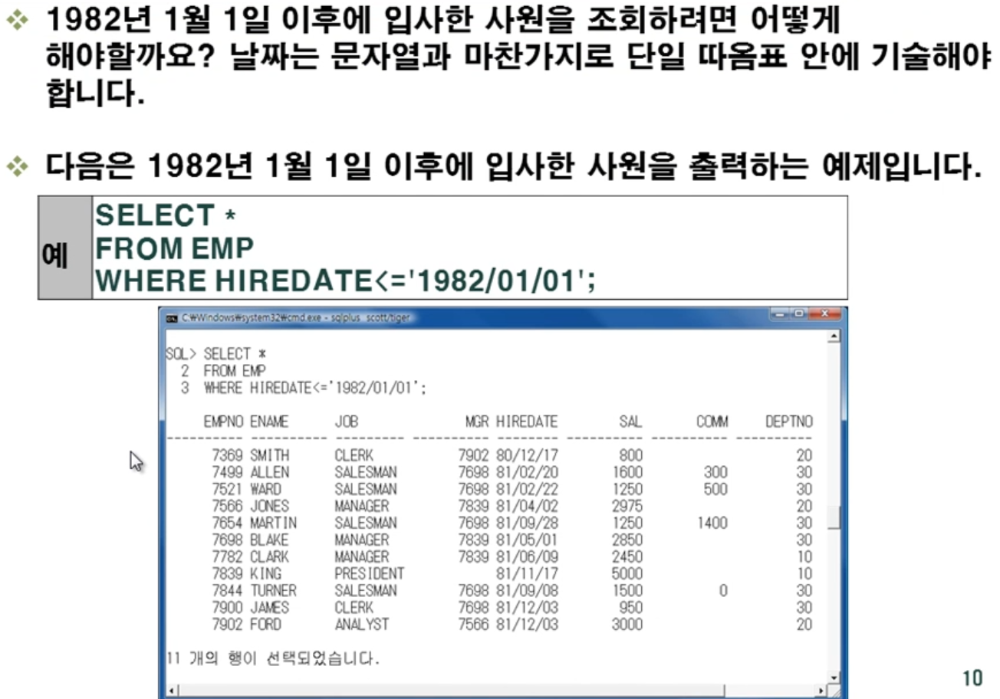 ❖ 1982년 1월 1일 이후에 입사한 사원을 조회하려면 어떻게
해야할까요? 날짜는 문자열과 마찬가지로 단일 따옴표 안에 기술해야
합니다.
❖ 다음은 1982년 1월 1일 이후에 입사한 사원을 출력하는 예제입니다.
예
SELECT *
FROM EMP
WHERE HIREDATE<='1982/01/01';
C:₩Windows₩system32₩cmd.exe - sqlplus scott/tiger
SQL> SELECT *
2 FROM EMP
3 WHERE HIREDATE<='1982/01/01';
EMPNO ENAME JOB MGR HIREDATE SAL COMM DEPTNO
---------- ---------- --------- ---------- -------- ---------- ---------- ----------
7369 SMITH CLERK 7902 80/12/17 800 20
7499 ALLEN SALESMAN 7698 81/02/20 1600 300 30
7521 WARD SALESMAN 7698 81/02/22 1250 500 30
7566 JONES MANAGER 7839 81/04/02 2975 20
7654 MARTIN SALESMAN 7698 81/09/28 1250 1400 30
7698 BLAKE MANAGER 7839 81/05/01 2850 30
7782 CLARK MANAGER 7839 81/06/09 2450 10
7839 KING PRESIDENT 81/11/17 5000 10
7844 TURNER SALESMAN 7698 81/09/08 1500 0 30
7900 JAMES CLERK 7698 81/12/03 950 30
7902 FORD ANALYST 7566 81/12/03 3000 20
11 개의 행이 선택되었습니다.
10